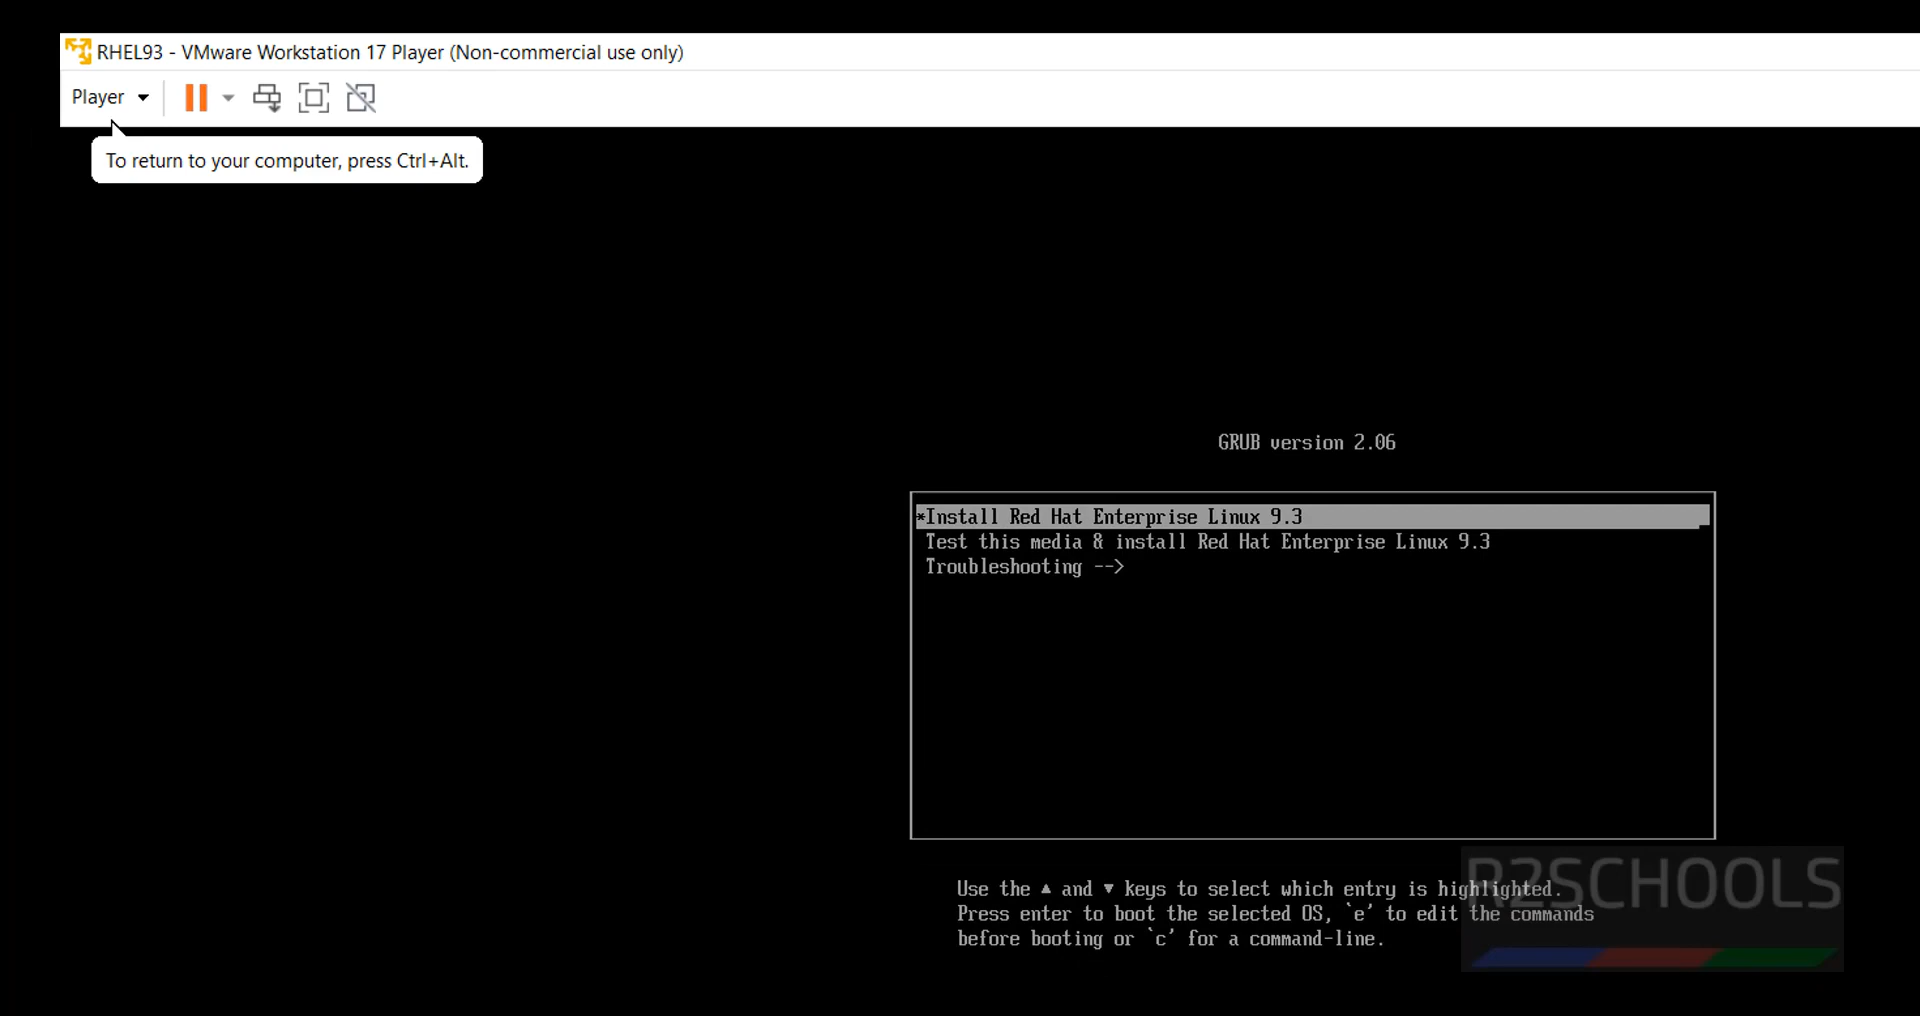 RHEL93 - VMware Workstation 17 Player (Non-commercial use only)
Player
To return to your computer, press Ctrl+Alt.
GRUB version 2.06
*Install Red Hat Enterprise Linux 9.3
Test this media & install Red Hat Enterprise Linux 9.3
Troubleshooting -->
Use the ▲ and ▼ keys to select which entry is highlighted.
Press enter to boot the selected OS, `e' to edit the commands
before booting or `c' for a command-line.
R2SCHOOLS